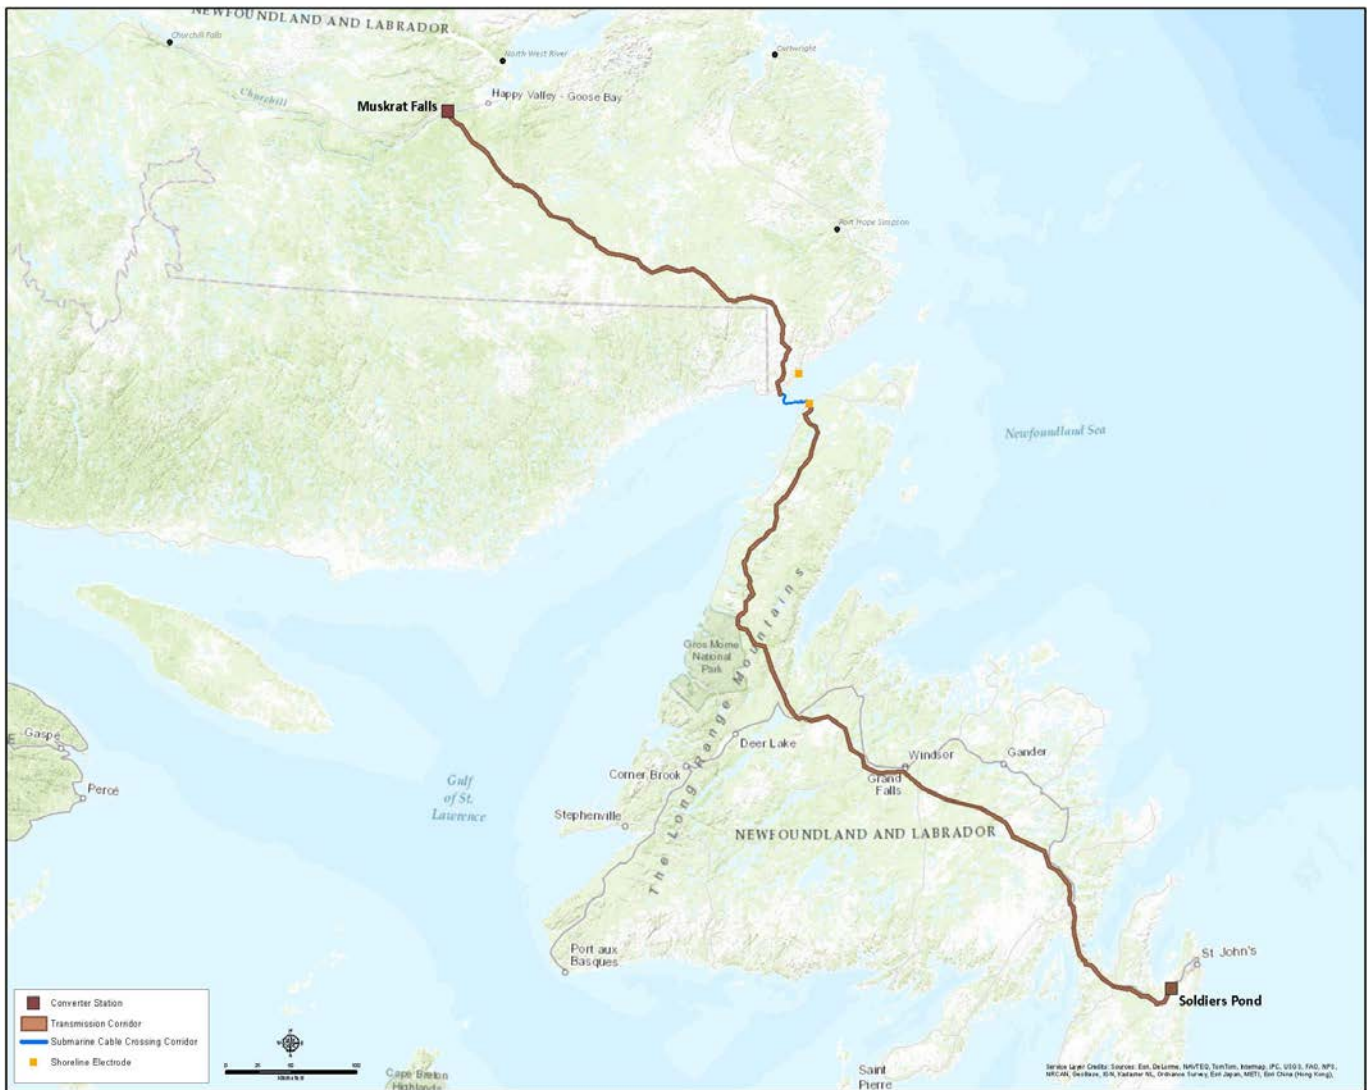 NEWFOUNDLAND AND LABRADOR
Churchill Falls
North West River
Cartwright
Churchill
Muskrat Falls
Happy Valley - Goose Bay
Port Hope Simpson
Newfoundland Sea
Gros Morne
National
Park
The Long Range Mountains
Gaspé
Percé
Gulf
of St.
Lawrence
Deer Lake
Corner Brook
Stephenville
Windsor
Grand
Falls
Gander
NEWFOUNDLAND AND LABRADOR
Port aux
Basques
St John's
Soldiers Pond
Converter Station
Transmission Corridor
Submarine Cable Crossing Corridor
Shoreline Electrode
Kilometers
Cape Breton
Highlands
Saint
Pierre